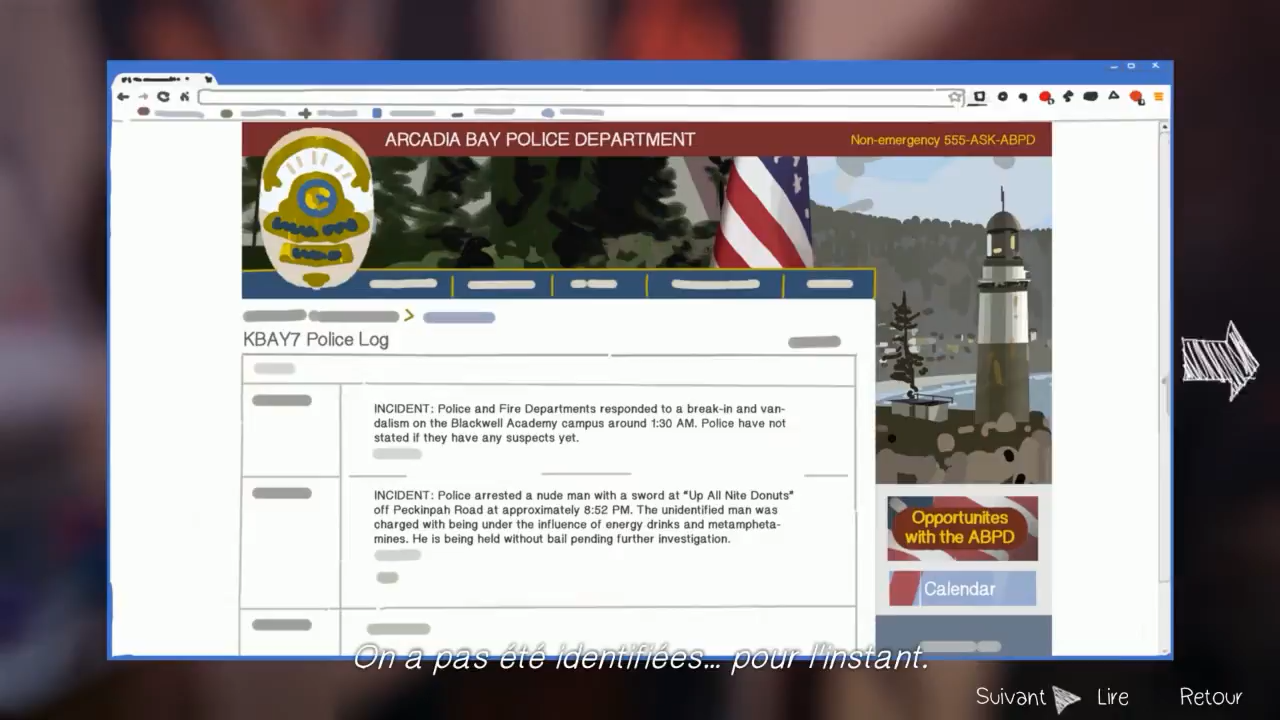 ARCADIA BAY POLICE DEPARTMENT
Non-emergency 555-ASK-ABPD
KBAY7 Police Log
INCIDENT: Police and Fire Departments responded to a break-in and van-
dalism on the Blackwell Academy campus around 1:30 AM. Police have not
stated if they have any suspects yet.
INCIDENT: Police arrested a nude man with a sword at "Up All Nite Donuts"
off Peckinpah Road at approximately 8:52 PM. The unidentified man was
charged with being under the influence of energy drinks and metampheta-
mines. He is being held without bail pending further investigation.
Opportunites
with the ABPD
Calendar
On a pas été identifiées... pour l'instant.
Suivant Lire Retour